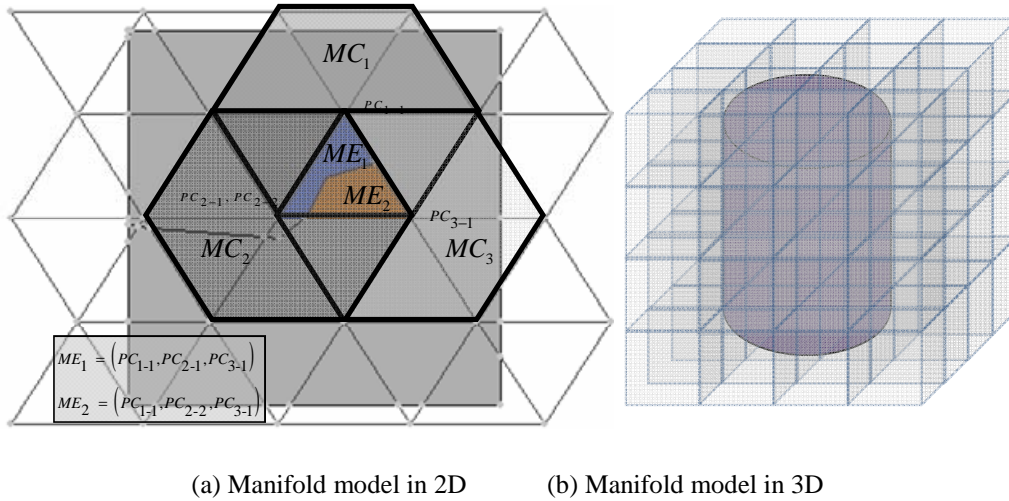 MC₁
PC₁₋₁
ME₁
PC₂₋₁, PC₂₋₂
ME₂
PC₃₋₁
MC₂
MC₃
ME₁ = (PC₁₋₁, PC₂₋₁, PC₃₋₁)
ME₂ = (PC₁₋₁, PC₂₋₂, PC₃₋₁)
(a) Manifold model in 2D (b) Manifold model in 3D